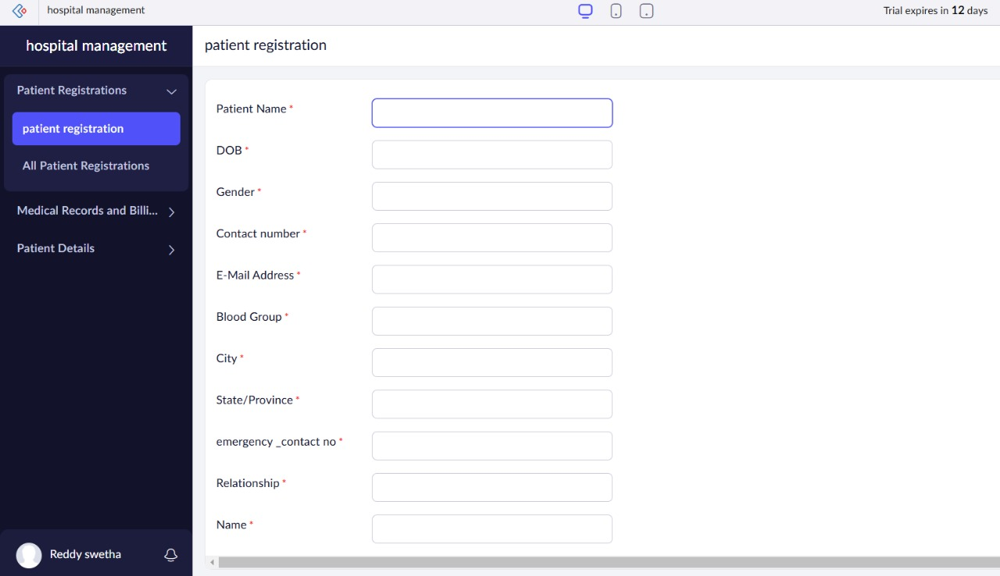 hospital management
Trial expires in 12 days
hospital management
Patient Registrations
patient registration
All Patient Registrations
Medical Records and Billi...
Patient Details
Reddy swetha
patient registration
Patient Name *
DOB *
Gender *
Contact number *
E-Mail Address *
Blood Group *
City *
State/Province *
emergency _contact no *
Relationship *
Name *